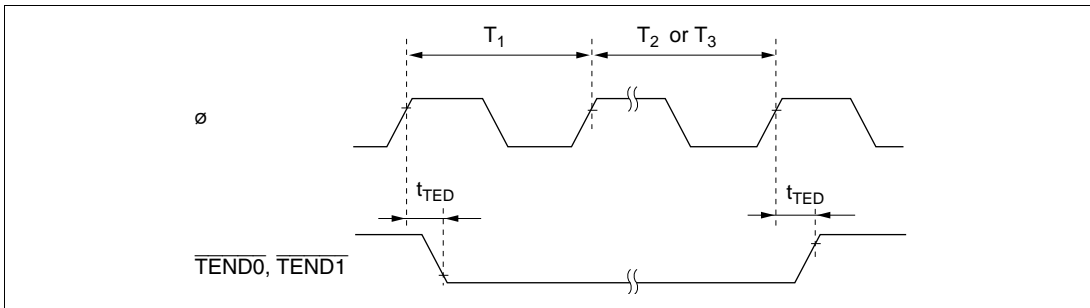 T1
T2 or T3
ø
tTED
tTED
TEND0, TEND1